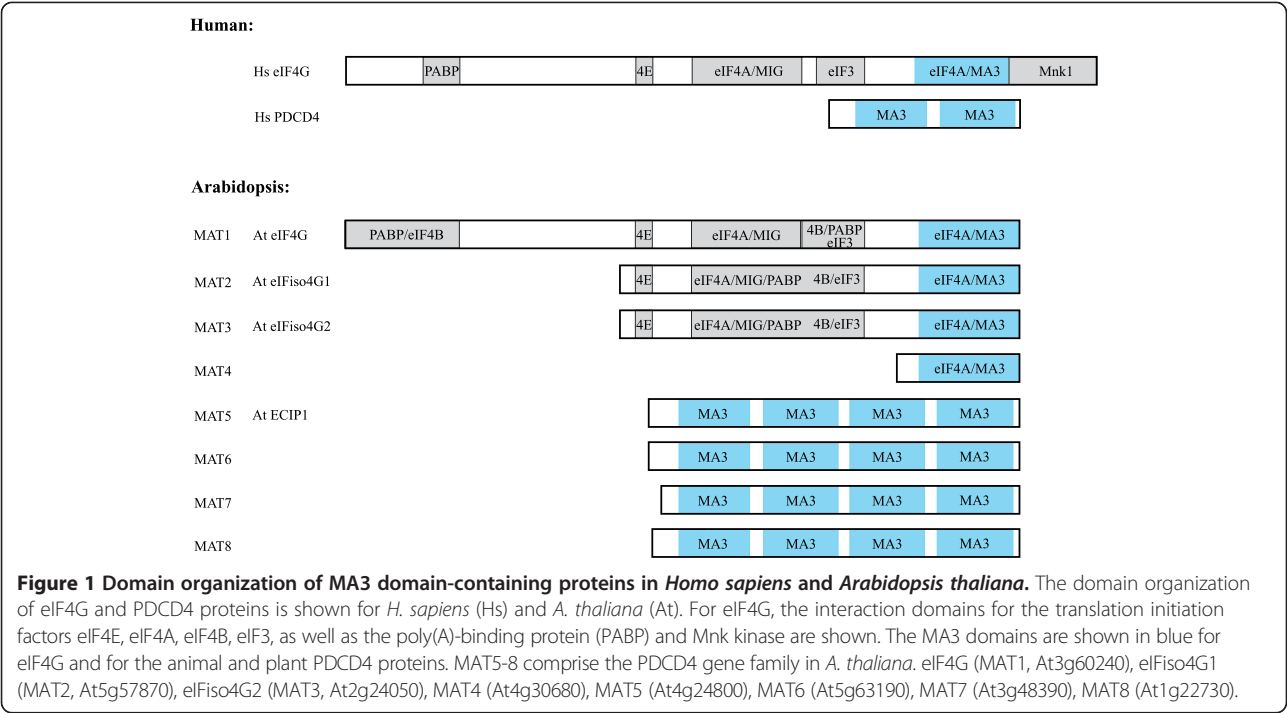 Human:
Hs eIF4G PABP 4E eIF4A/MIG eIF3 eIF4A/MA3 Mnk1
Hs PDCD4 MA3 MA3
Arabidopsis:
MAT1 At eIF4G PABP/eIF4B 4E eIF4A/MIG 4B/PABP eIF3 eIF4A/MA3
MAT2 At eIFiso4G1 4E eIF4A/MIG/PABP 4B/eIF3 eIF4A/MA3
MAT3 At eIFiso4G2 4E eIF4A/MIG/PABP 4B/eIF3 eIF4A/MA3
MAT4 eIF4A/MA3
MAT5 At ECIP1 MA3 MA3 MA3 MA3
MAT6 MA3 MA3 MA3 MA3
MAT7 MA3 MA3 MA3 MA3
MAT8 MA3 MA3 MA3 MA3
Figure 1 Domain organization of MA3 domain-containing proteins in Homo sapiens and Arabidopsis thaliana. The domain organization
of eIF4G and PDCD4 proteins is shown for H. sapiens (Hs) and A. thaliana (At). For eIF4G, the interaction domains for the translation initiation
factors eIF4E, eIF4A, eIF4B, eIF3, as well as the poly(A)-binding protein (PABP) and Mnk kinase are shown. The MA3 domains are shown in blue for
eIF4G and for the animal and plant PDCD4 proteins. MAT5-8 comprise the PDCD4 gene family in A. thaliana. eIF4G (MAT1, At3g60240), eIFiso4G1
(MAT2, At5g57870), eIFiso4G2 (MAT3, At2g24050), MAT4 (At4g30680), MAT5 (At4g24800), MAT6 (At5g63190), MAT7 (At3g48390), MAT8 (At1g22730).